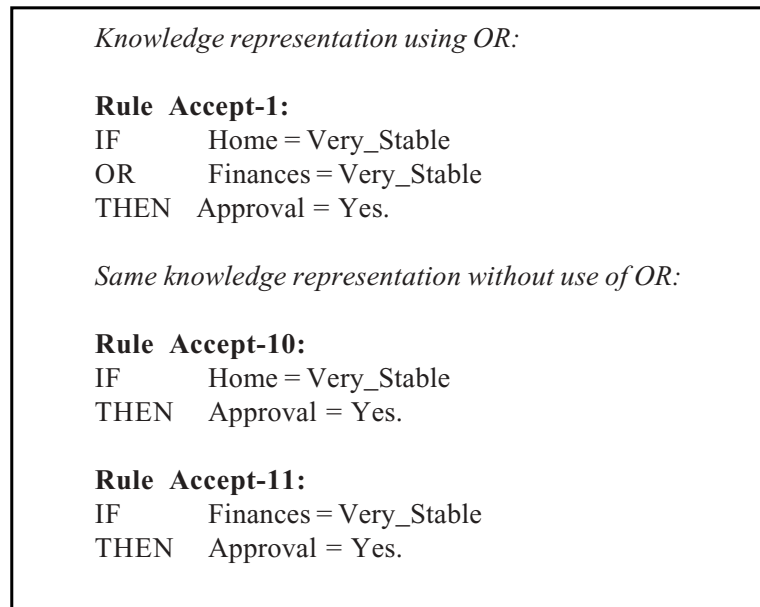 Knowledge representation using OR:
Rule Accept-1:
IF Home = Very_Stable
OR Finances = Very_Stable
THEN Approval = Yes.
Same knowledge representation without use of OR:
Rule Accept-10:
IF Home = Very_Stable
THEN Approval = Yes.
Rule Accept-11:
IF Finances = Very_Stable
THEN Approval = Yes.